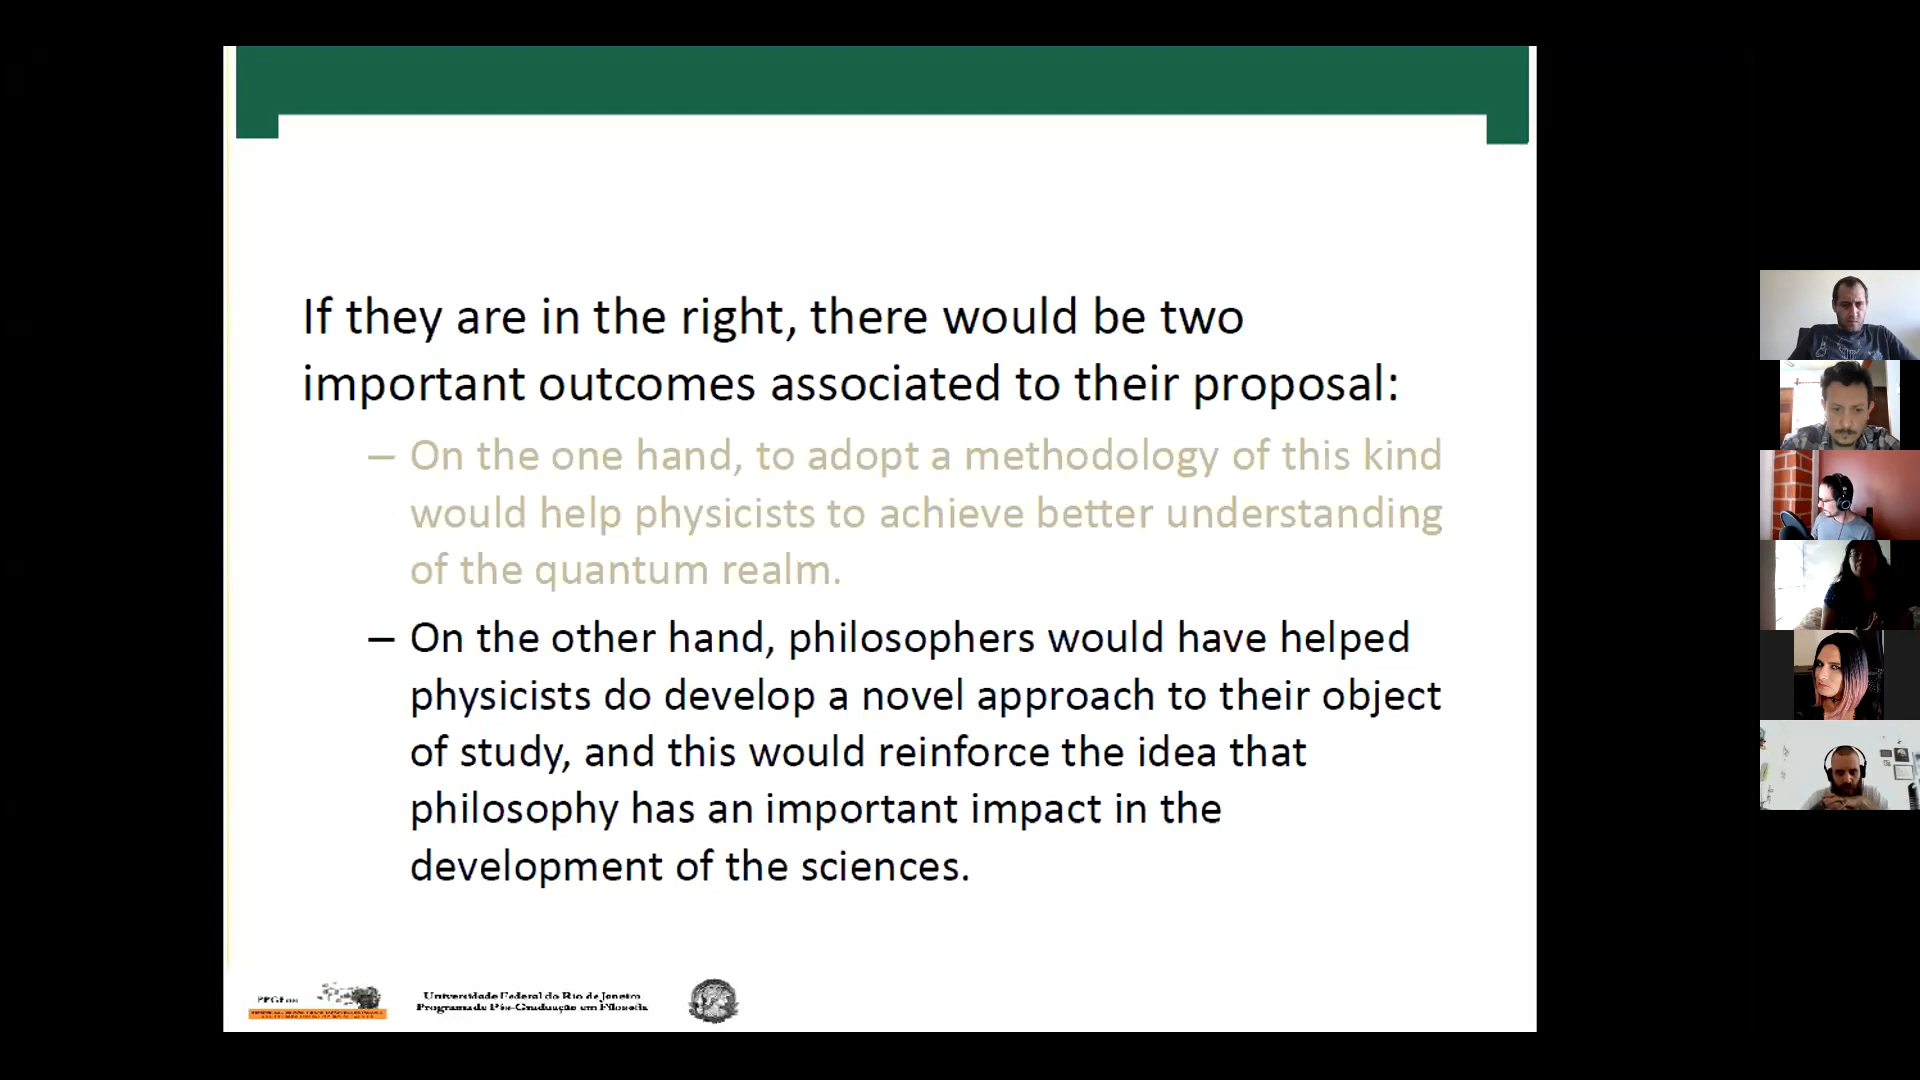 If they are in the right, there would be two
important outcomes associated to their proposal:
– On the one hand, to adopt a methodology of this kind
would help physicists to achieve better understanding
of the quantum realm.
– On the other hand, philosophers would have helped
physicists do develop a novel approach to their object
of study, and this would reinforce the idea that
philosophy has an important impact in the
development of the sciences.
Universidade Federal do Rio de Janeiro
Programa de Pós-Graduação em Filosofia